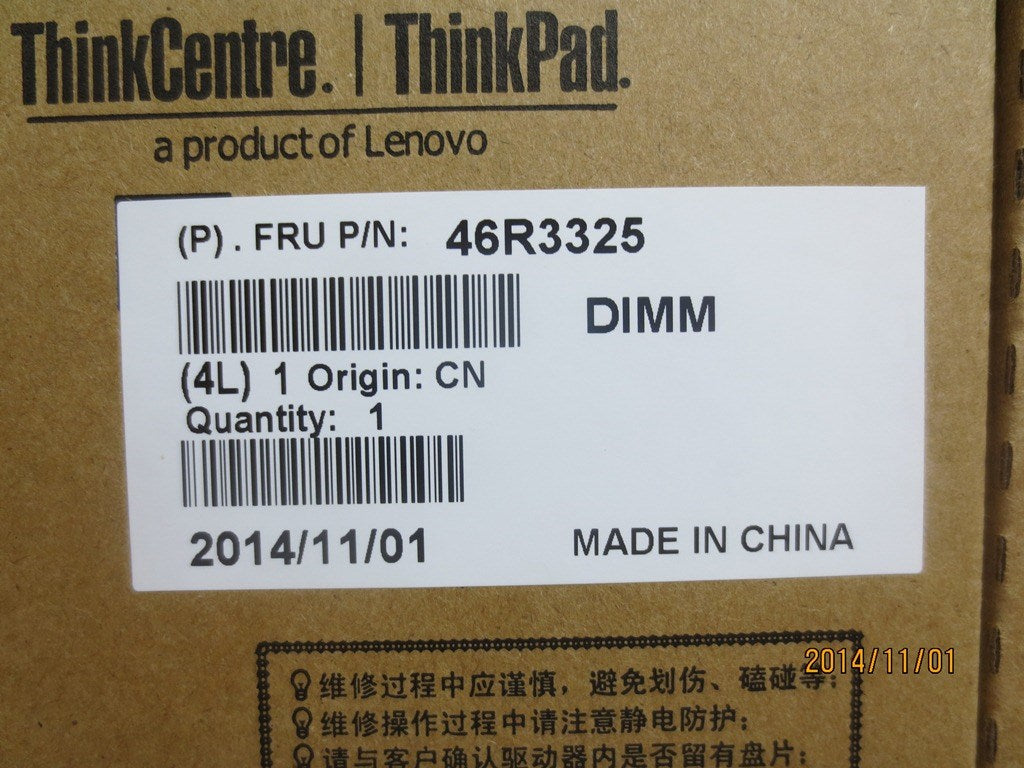 ThinkCentre. | ThinkPad.
a product of Lenovo
(P) . FRU P/N: 46R3325
DIMM
(4L) 1 Origin: CN
Quantity: 1
2014/11/01
MADE IN CHINA
2014/11/01
维修过程中应谨慎，避免划伤、磕碰等；
维修操作过程中请注意静电防护；
请与客户确认驱动器内是否留有盘片；